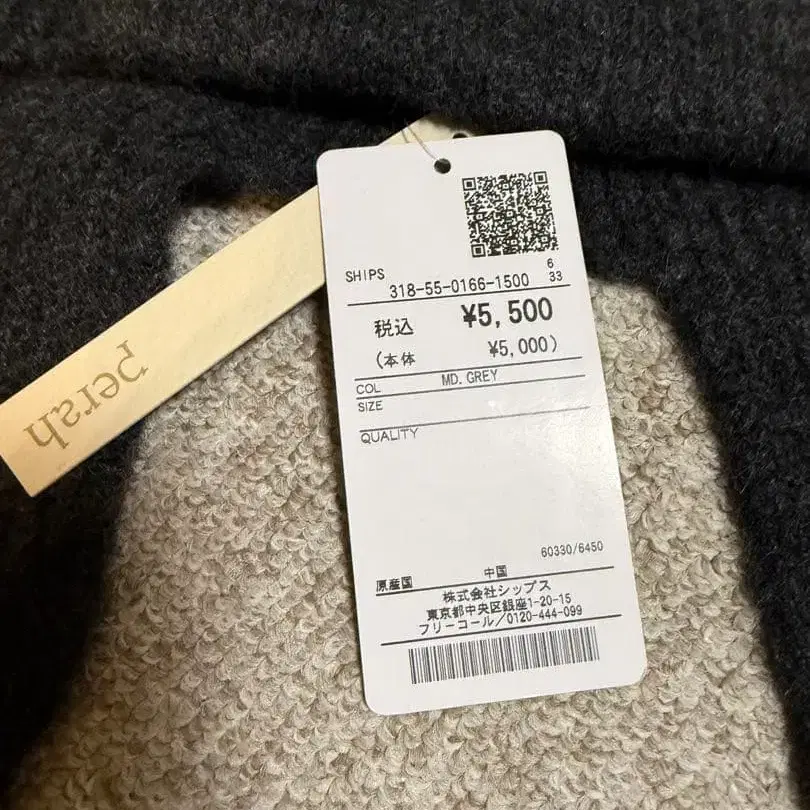 SHIPS
318-55-0166-1500
6
33
税込 ¥5,500
(本体 ¥5,000)
COL MD. GREY
SIZE
QUALITY
60330/6450
原産国 中国
株式会社シップス
東京都中央区銀座1-20-15
フリーコール/0120-444-099
перah